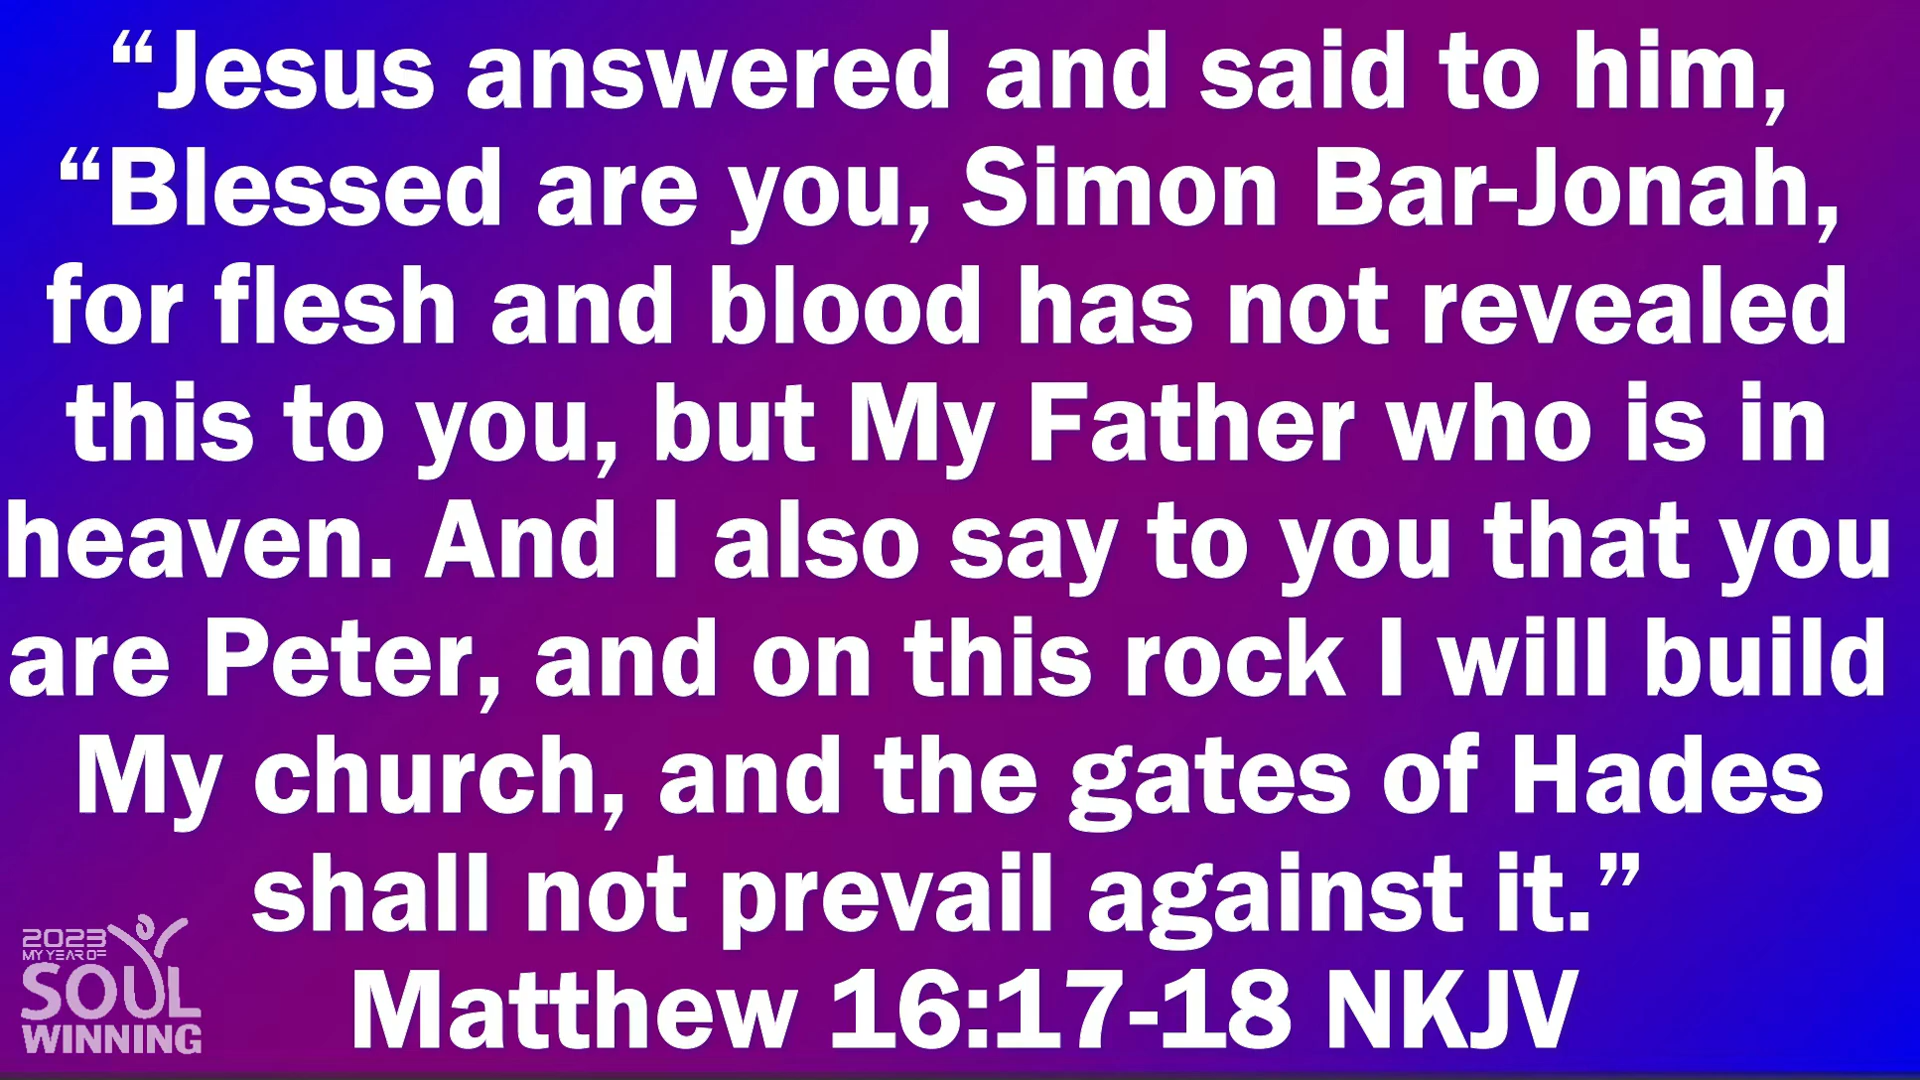 “Jesus answered and said to him,
“Blessed are you, Simon Bar-Jonah,
for flesh and blood has not revealed
this to you, but My Father who is in
heaven. And I also say to you that you
are Peter, and on this rock I will build
My church, and the gates of Hades
shall not prevail against it.”
Matthew 16:17-18 NKJV
2023
MY YEAR OF
SOUL
WINNING